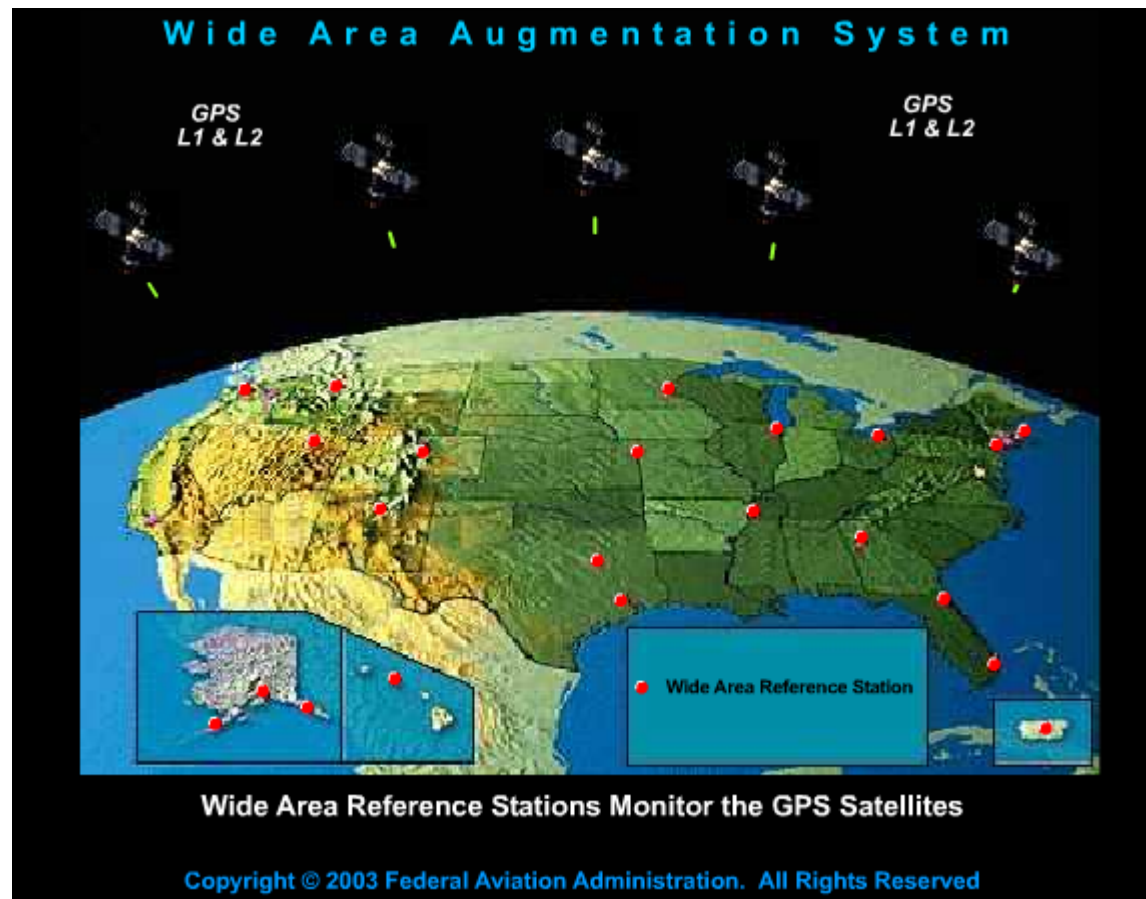 Wide Area Augmentation System
GPS
L1 & L2
GPS
L1 & L2
Wide Area Reference Station
Wide Area Reference Stations Monitor the GPS Satellites
Copyright © 2003 Federal Aviation Administration. All Rights Reserved